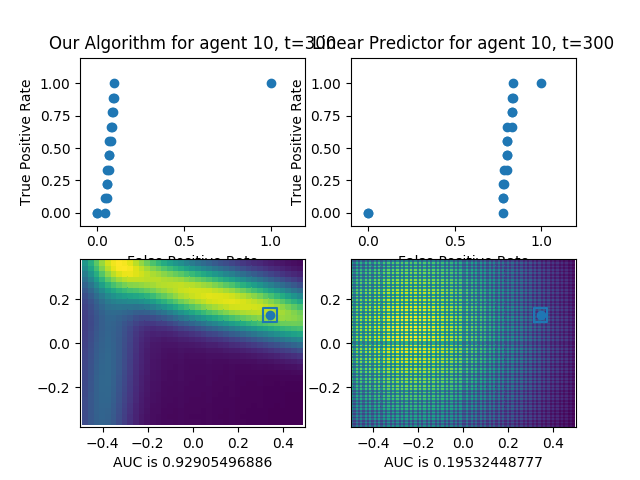 Our Algorithm for agent 10, t=300
Linear Predictor for agent 10, t=300
True Positive Rate
1.00
0.75
0.50
0.25
0.00
0.0 0.5 1.0
False Positive Rate
True Positive Rate
1.00
0.75
0.50
0.25
0.00
0.0 0.5 1.0
False Positive Rate
0.2
0.0
−0.2
−0.4 −0.2 0.0 0.2 0.4
AUC is 0.92905496886
0.2
0.0
−0.2
−0.4 −0.2 0.0 0.2 0.4
AUC is 0.19532448777